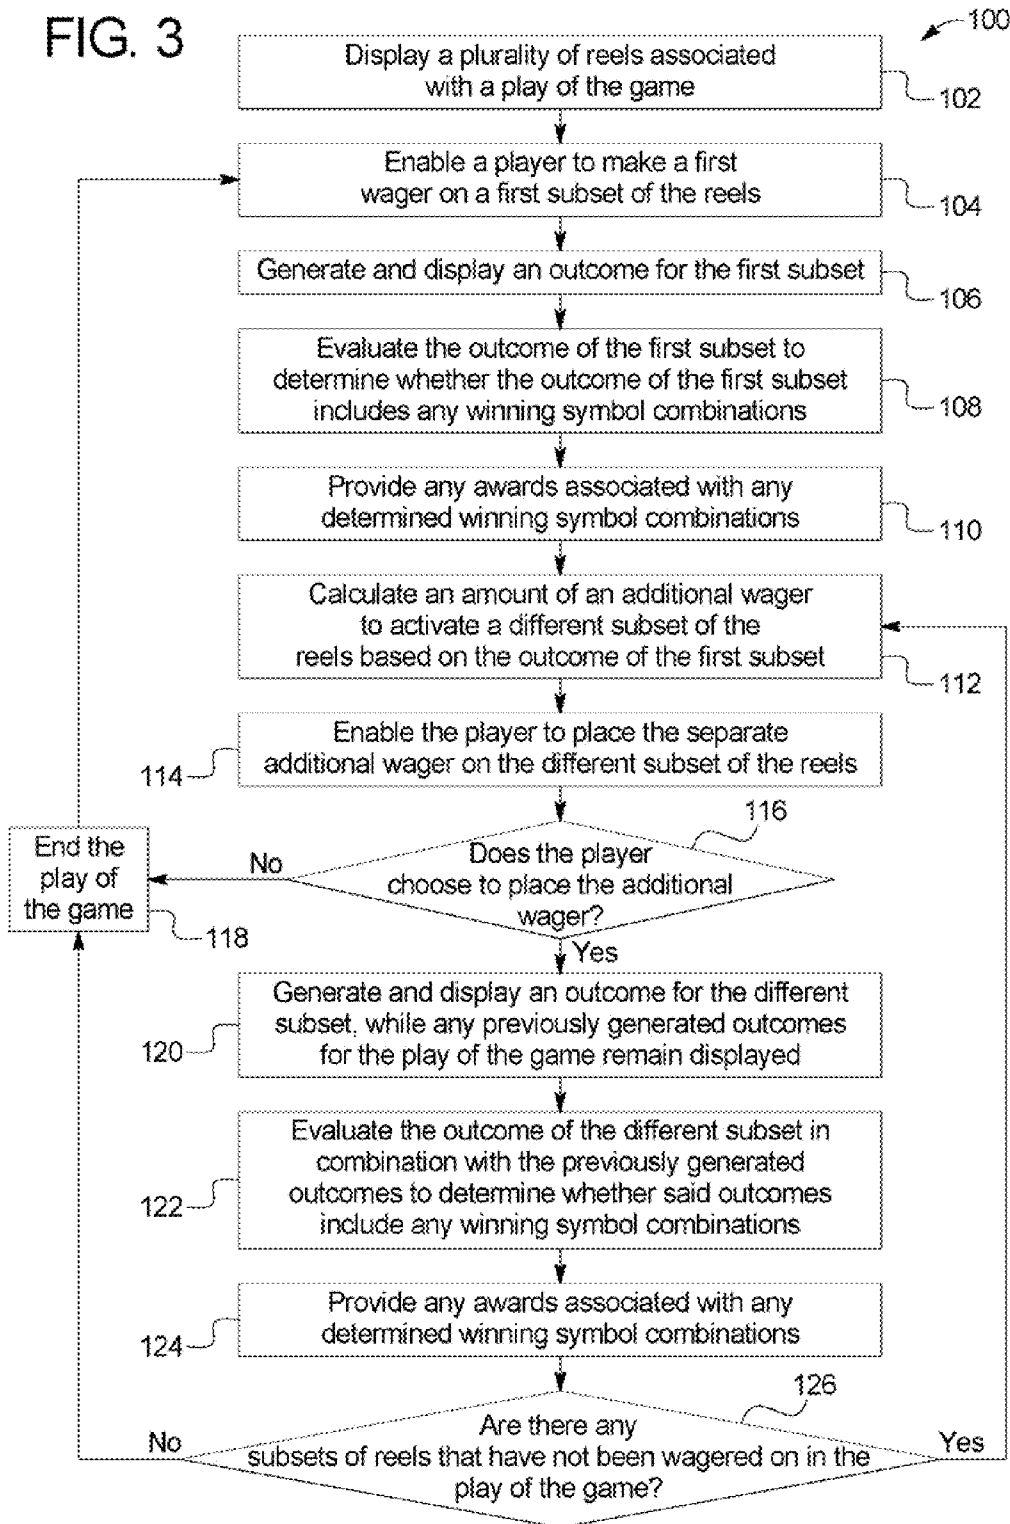 FIG. 3
100
Display a plurality of reels associated
with a play of the game
102
Enable a player to make a first
wager on a first subset of the reels
104
Generate and display an outcome for the first subset
106
Evaluate the outcome of the first subset to
determine whether the outcome of the first subset
includes any winning symbol combinations
108
Provide any awards associated with any
determined winning symbol combinations
110
Calculate an amount of an additional wager
to activate a different subset of the
reels based on the outcome of the first subset
112
Enable the player to place the separate
additional wager on the different subset of the reels
114
116
Does the player
choose to place the additional
wager?
No
End the
play of
the game
118
Yes
Generate and display an outcome for the different
subset, while any previously generated outcomes
for the play of the game remain displayed
120
Evaluate the outcome of the different subset in
combination with the previously generated
outcomes to determine whether said outcomes
include any winning symbol combinations
122
Provide any awards associated with any
determined winning symbol combinations
124
126
Are there any
subsets of reels that have not been wagered on in the
play of the game?
No
Yes